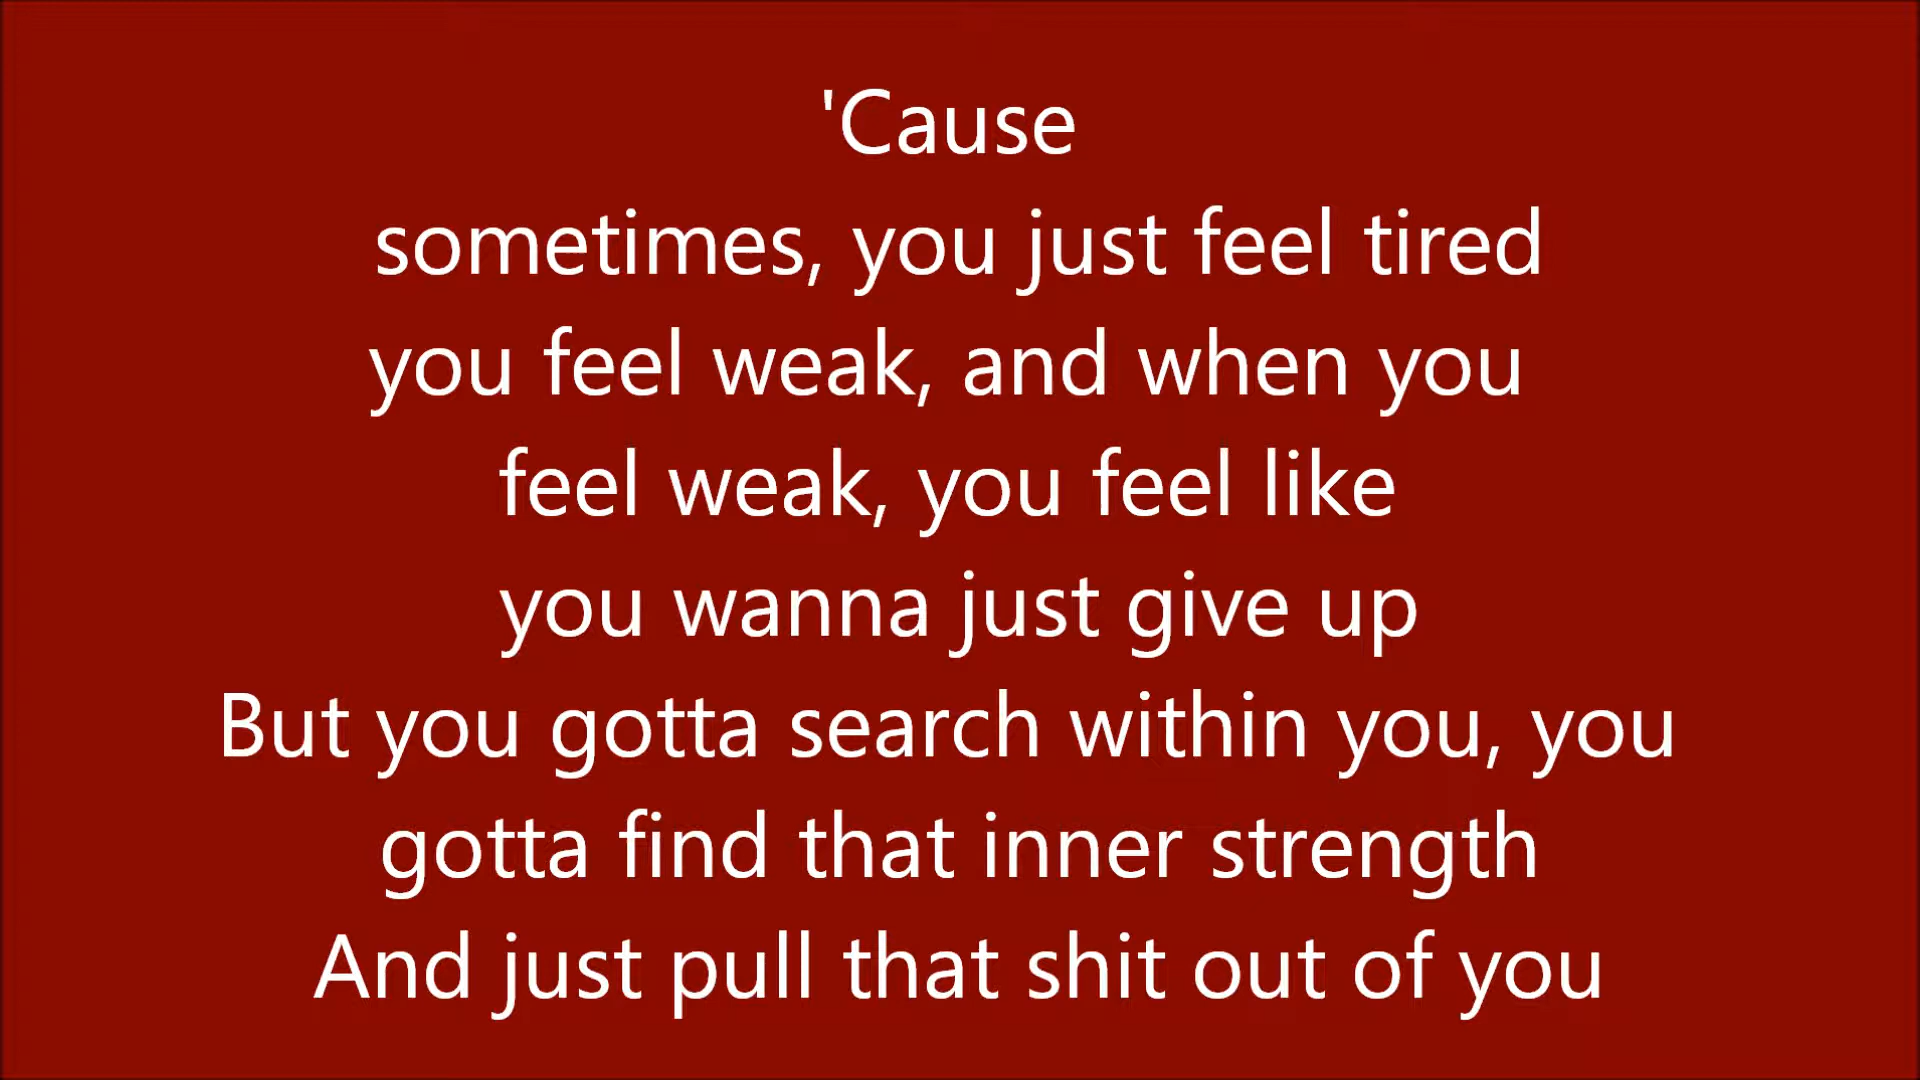 'Cause
sometimes, you just feel tired
you feel weak, and when you
feel weak, you feel like
you wanna just give up
But you gotta search within you, you
gotta find that inner strength
And just pull that shit out of you